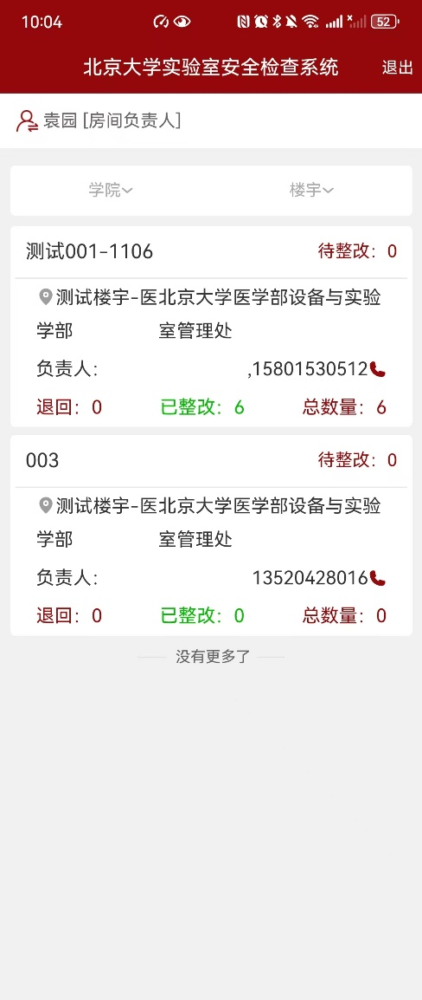 10:04 52
北京大学实验室安全检查系统 退出
袁园 [房间负责人]
学院 楼宇
测试001-1106 待整改：0
测试楼宇-医北京大学医学部设备与实验
学部 室管理处
负责人： ,15801530512
退回：0 已整改：6 总数量：6
003 待整改：0
测试楼宇-医北京大学医学部设备与实验
学部 室管理处
负责人： 13520428016
退回：0 已整改：0 总数量：0
没有更多了